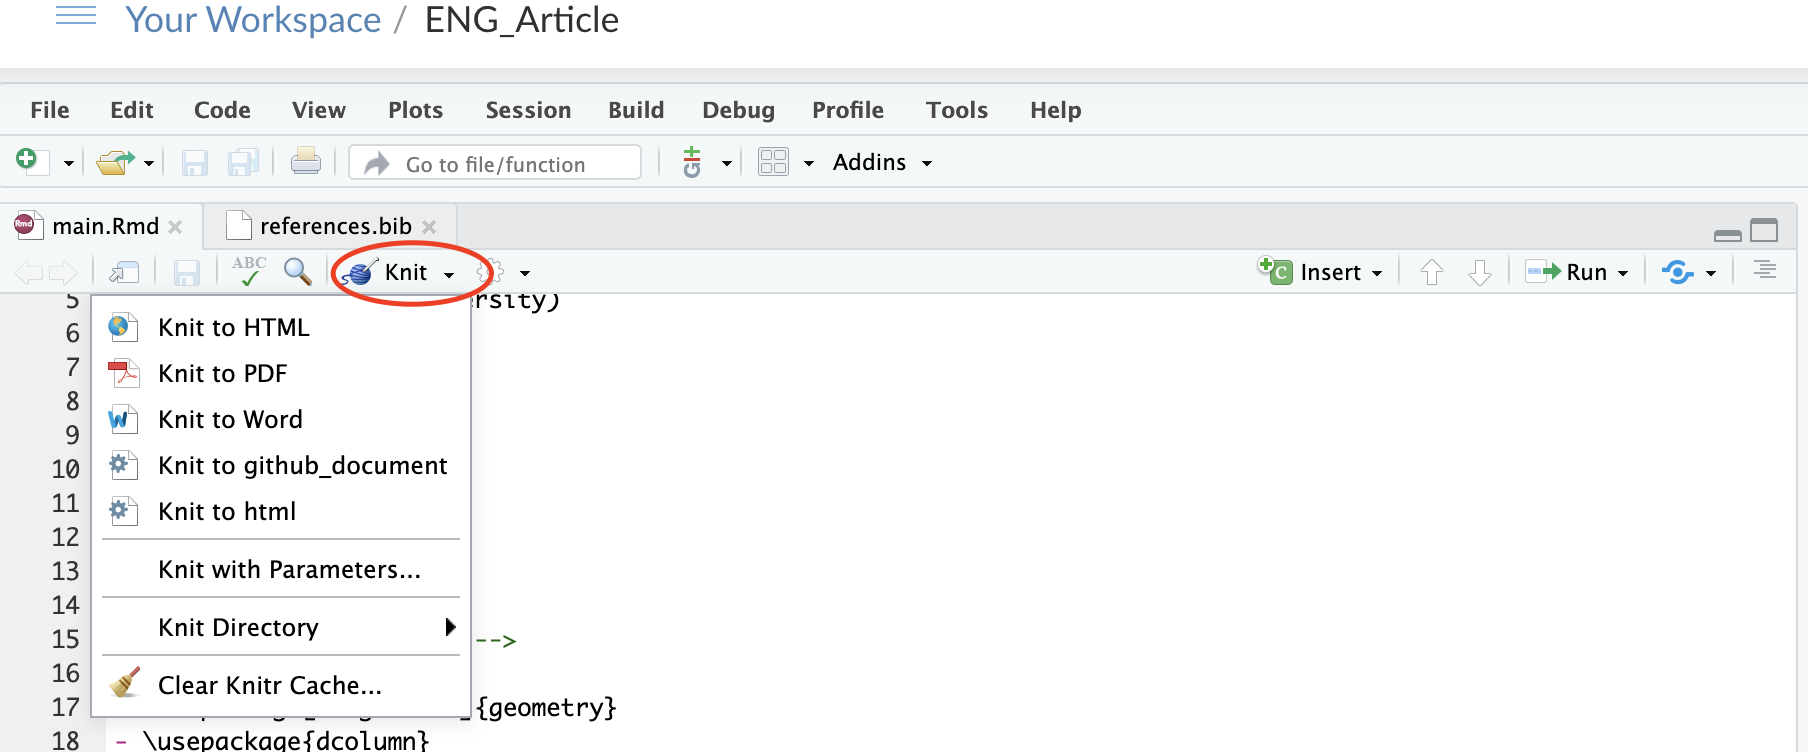 Your Workspace / ENG_Article
File Edit Code View Plots Session Build Debug Profile Tools Help
Go to file/function Addins
Rmd main.Rmd references.bib
ABC Knit C Insert Run
5
6
7
8
9
10
11
12
13
14
15 -->
16
17 {geometry}
18 - \usepackage{dcolumn}
Knit to HTML
Knit to PDF
Knit to Word
Knit to github_document
Knit to html
Knit with Parameters...
Knit Directory
Clear Knitr Cache...